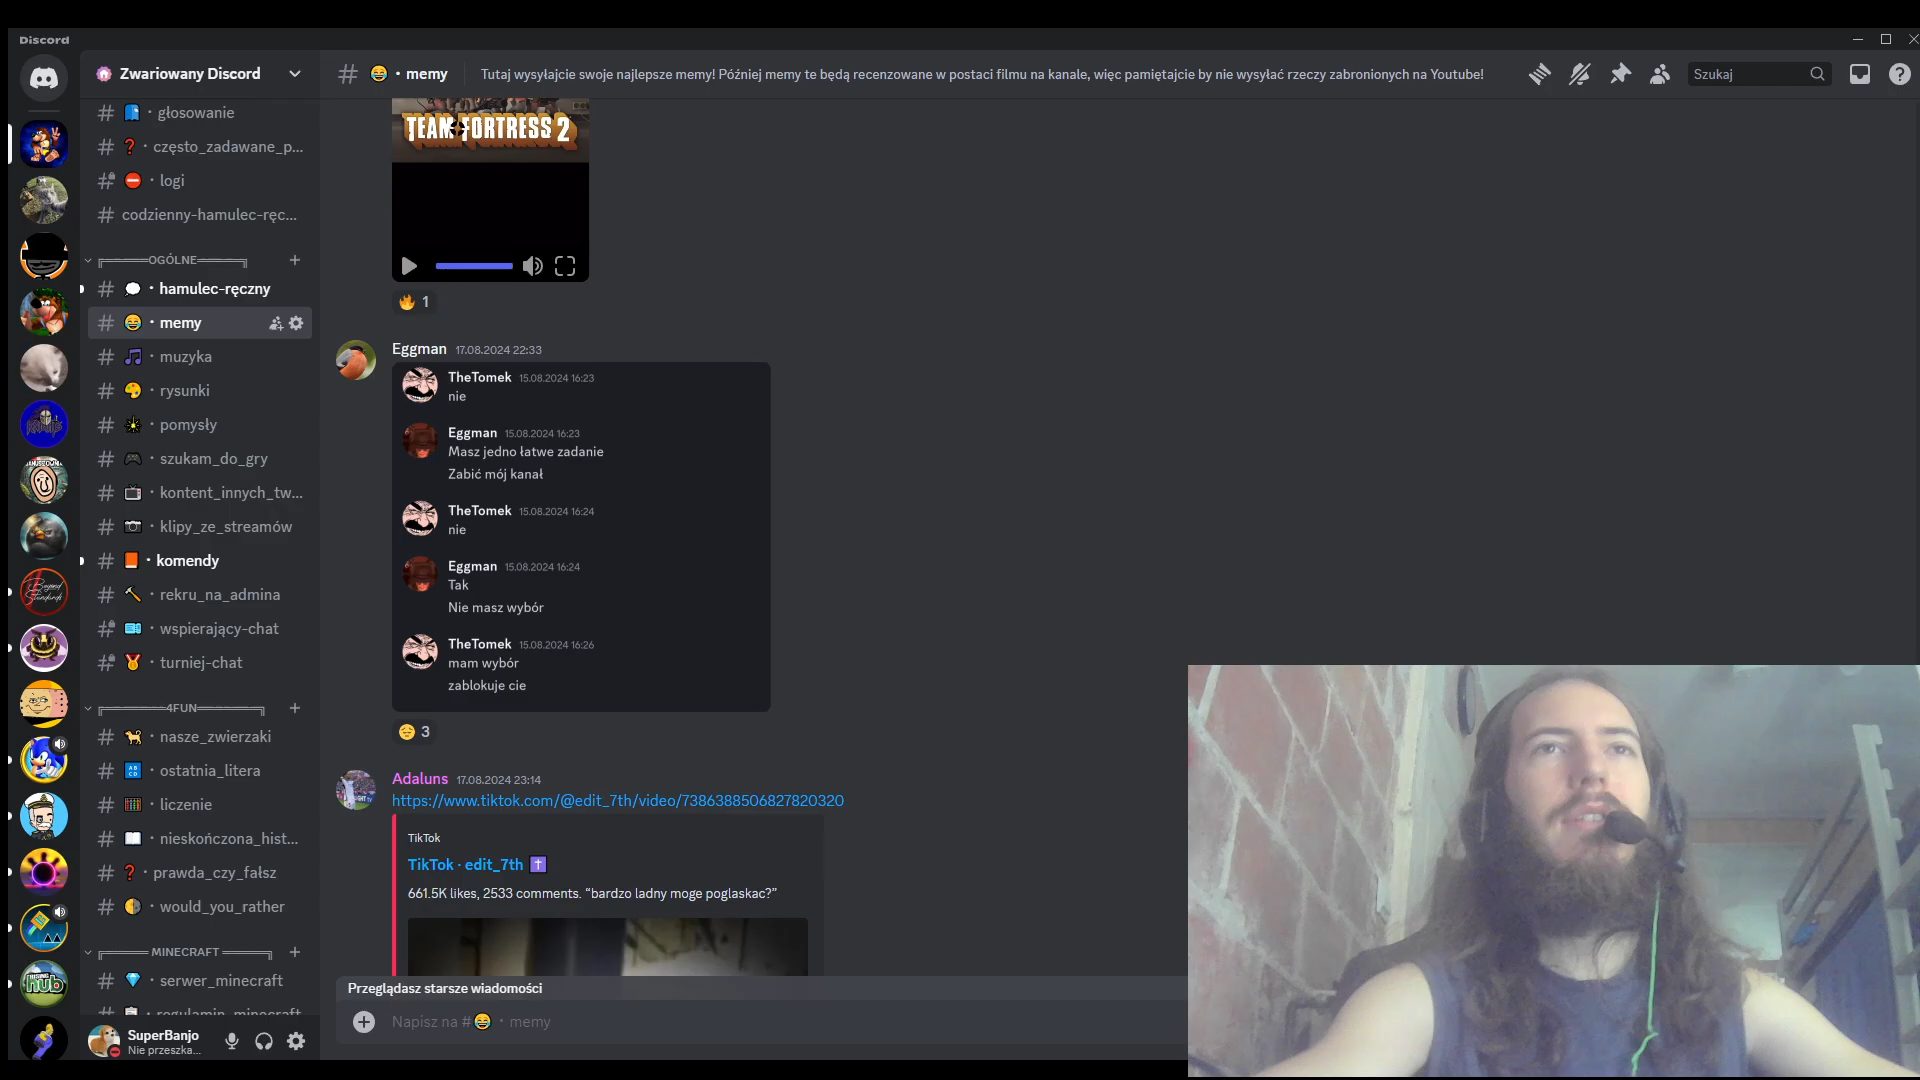 Discord
Zwariowany Discord
# 😄 • memy
Tutaj wysyłajcie swoje najlepsze memy! Później memy te będą recenzowane w postaci filmu na kanale, więc pamiętajcie by nie wysyłać rzeczy zabronionych na Youtube!
Szukaj
głosowanie
często_zadawane_p...
logi
codzienny-hamulec-ręc...
OGÓLNE
hamulec-ręczny
memy
muzyka
rysunki
pomysły
szukam_do_gry
kontent_innych_tw...
klipy_ze_streamów
komendy
rekru_na_admina
wspierający-chat
turniej-chat
4FUN
nasze_zwierzaki
ostatnia_litera
liczenie
nieskończona_hist...
prawda_czy_fałsz
would_you_rather
MINECRAFT
serwer_minecraft
regulamin_minecraft
SuperBanjo
Nie przeszka...
TEAM FORTRESS 2
🔥 1
Eggman 17.08.2024 22:33
TheTomek 15.08.2024 16:23
nie
Eggman 15.08.2024 16:23
Masz jedno łatwe zadanie
Zabić mój kanał
TheTomek 15.08.2024 16:24
nie
Eggman 15.08.2024 16:24
Tak
Nie masz wybór
TheTomek 15.08.2024 16:26
mam wybór
zablokuje cie
😔 3
Adaluns 17.08.2024 23:14
https://www.tiktok.com/@edit_7th/video/7386388506827820320
TikTok
TikTok · edit_7th ✝️
661.5K likes, 2533 comments. “bardzo ladny moge poglaskac?”
Przeglądasz starsze wiadomości
Napisz na #😄 • memy